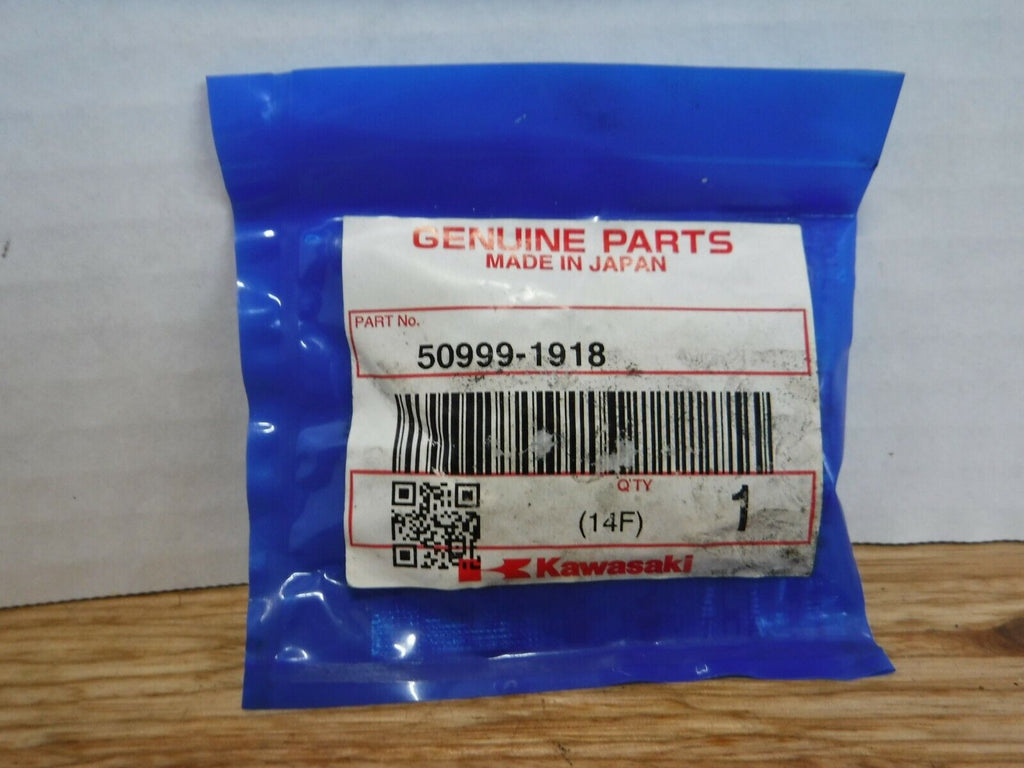 GENUINE PARTS
MADE IN JAPAN
PART No.
50999-1918
Q'TY
(14F)
1
Kawasaki